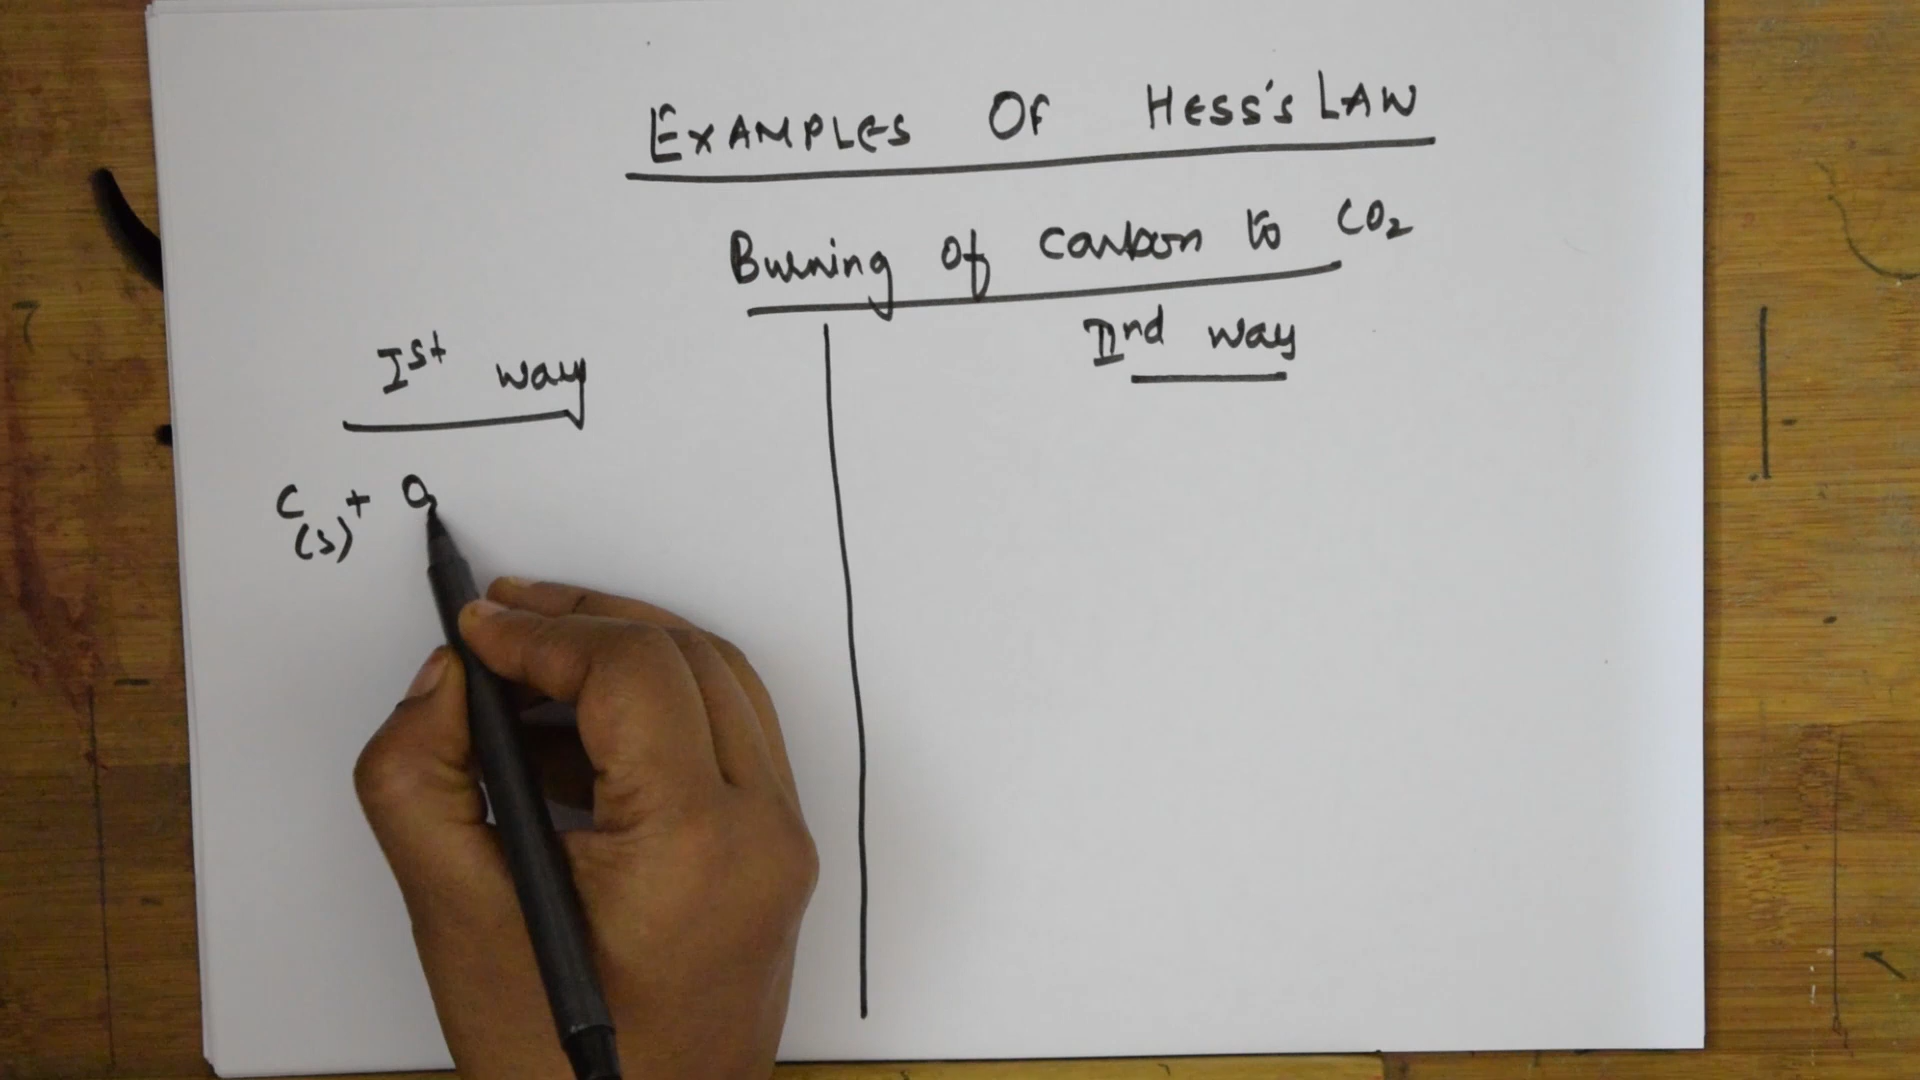 EXAMPLES OF HESS'S LAW
Burning of carbon to CO2
Ist way
IInd way
C(s) + O